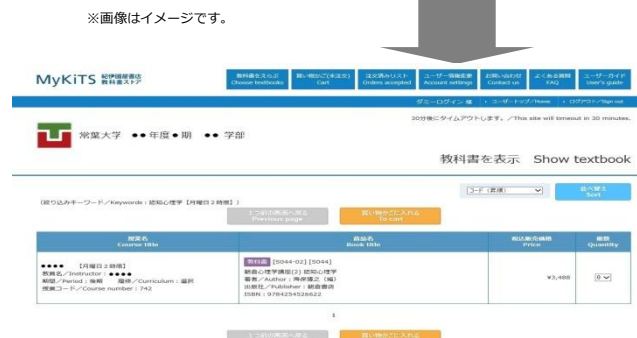 ※画像はイメージです。
MyKiTS 紀伊國屋書店 教科書ストア
教科書をえらぶ Choose textbooks
買い物かご(未注文) Cart
注文済みリスト Orders accepted
ユーザー情報変更 Account settings
お問い合わせ Contact us
よくある質問 FAQ
ユーザーガイド User's guide
ダミーログイン 様 ユーザートップ/Home ログアウト/Sign out
20分後にタイムアウトします。／This site will timeout in 30 minutes.
常葉大学 ●●年度●期 ●● 学部
教科書を表示 Show textbook
コード（昇順） 並べ替え Sort
(絞り込みキーワード／Keywords：認知心理学【月曜日２時限】)
１つ前の画面へ戻る Previous page
買い物かごに入れる To cart
授業名 Course title
商品名 Book title
税込販売価格 Price
冊数 Quantity
●●●● 【月曜日２時限】
教員名／Instructor：●●●●
期間／Period：後期 履修／Curriculum：選択
授業コード／Course number：742
教科書 [5044-02] [5044]
朝倉心理学講座(2) 認知心理学
著者／Author：海保博之（編）
出版社／Publisher：朝倉書店
ISBN：9784254526622
¥3,488
0
1
１つ前の画面へ戻る
買い物かごに入れる